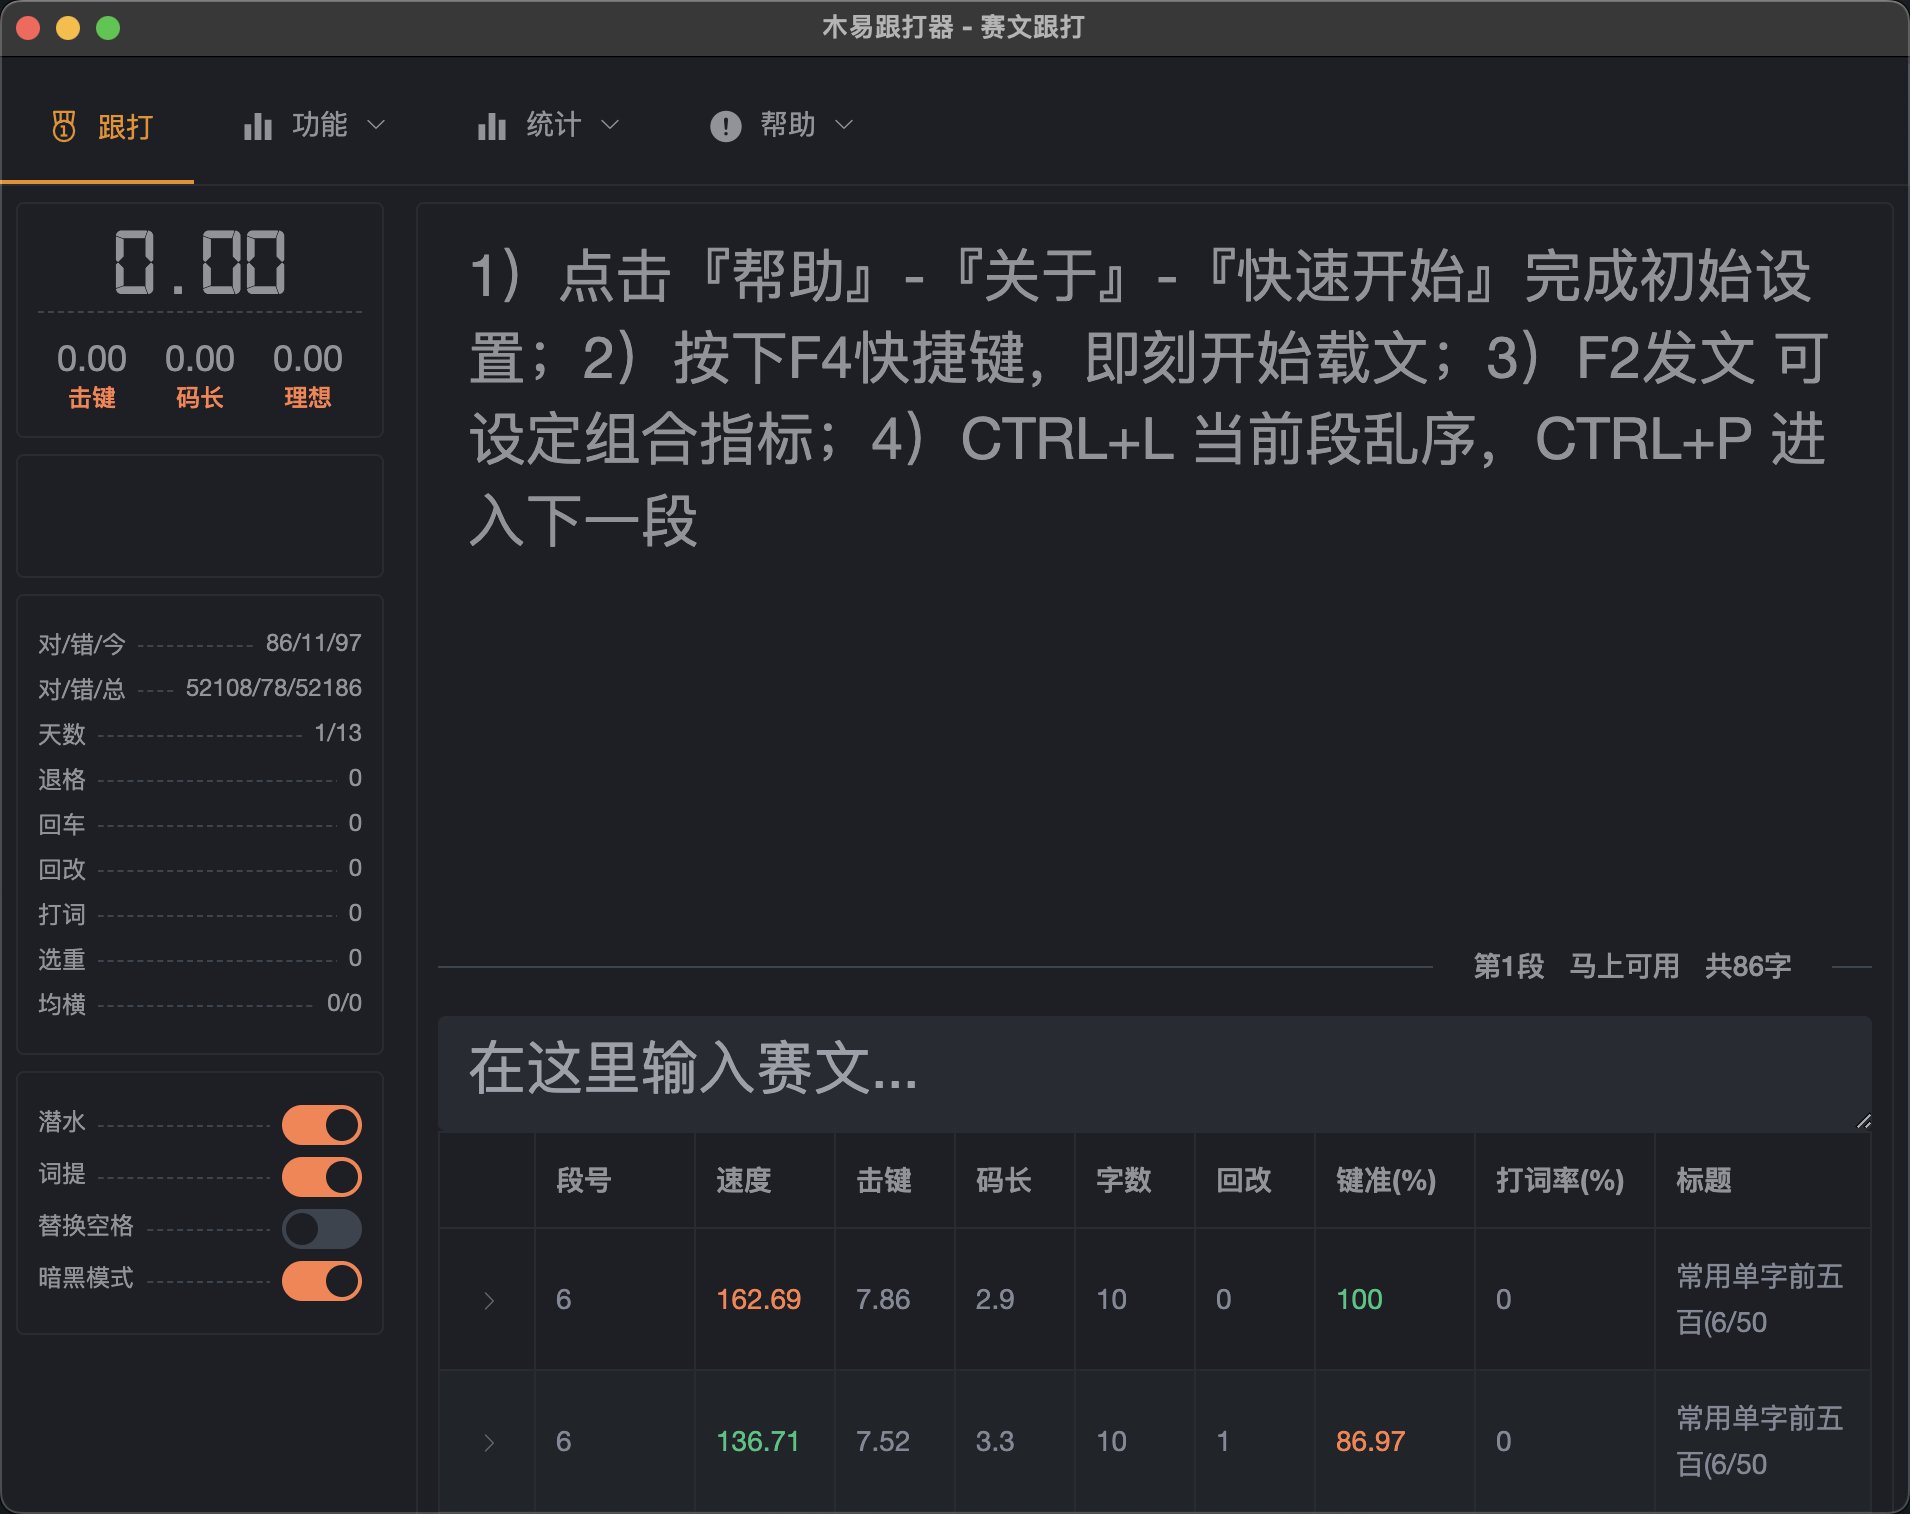 木易跟打器 - 赛文跟打
跟打
功能
统计
帮助
0.00
0.00 0.00 0.00
击键 码长 理想
对/错/今 86/11/97
对/错/总 52108/78/52186
天数 1/13
退格 0
回车 0
回改 0
打词 0
选重 0
均横 0/0
潜水
词提
替换空格
暗黑模式
1）点击『帮助』-『关于』-『快速开始』完成初始设
置；2）按下F4快捷键，即刻开始载文；3）F2发文 可
设定组合指标；4）CTRL+L 当前段乱序，CTRL+P 进
入下一段
第1段 马上可用 共86字
在这里输入赛文...
段号 速度 击键 码长 字数 回改 键准(%) 打词率(%) 标题
6 162.69 7.86 2.9 10 0 100 0 常用单字前五
百(6/50
6 136.71 7.52 3.3 10 1 86.97 0 常用单字前五
百(6/50